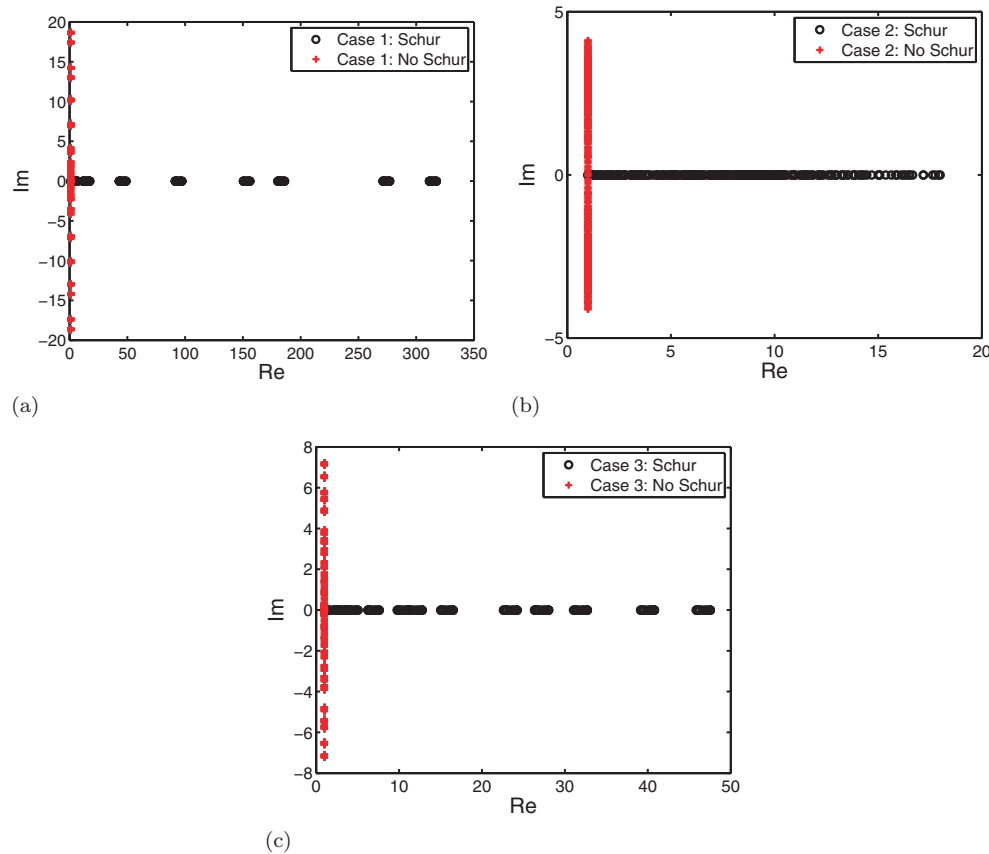 20
15
10
5
0
−5
−10
−15
−20
Im
0 50 100 150 200 250 300 350
Re
Case 1: Schur
Case 1: No Schur
(a)
5
0
−5
Im
0 5 10 15 20
Re
Case 2: Schur
Case 2: No Schur
(b)
8
6
4
2
0
−2
−4
−6
−8
Im
0 10 20 30 40 50
Re
Case 3: Schur
Case 3: No Schur
(c)